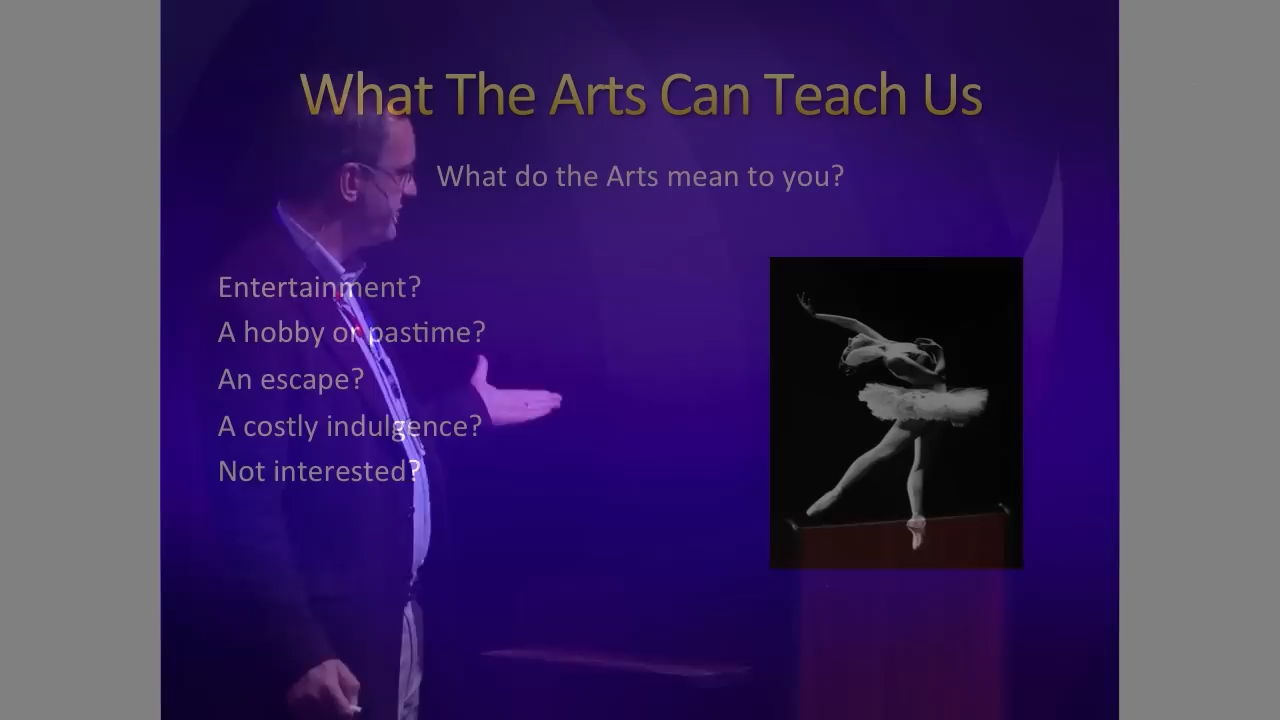 What The Arts Can Teach Us
What do the Arts mean to you?
Entertainment?
A hobby or pastime?
An escape?
A costly indulgence?
Not interested?